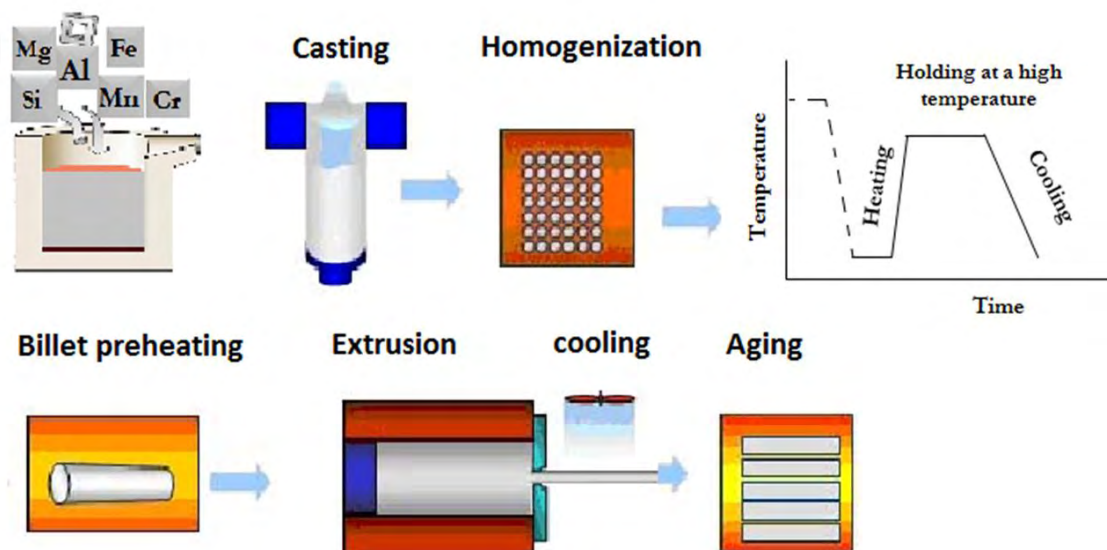 Mg
Fe
Al
Si
Mn
Cr
Casting
Homogenization
Holding at a high
temperature
Temperature
Heating
Cooling
Time
Billet preheating
Extrusion
cooling
Aging